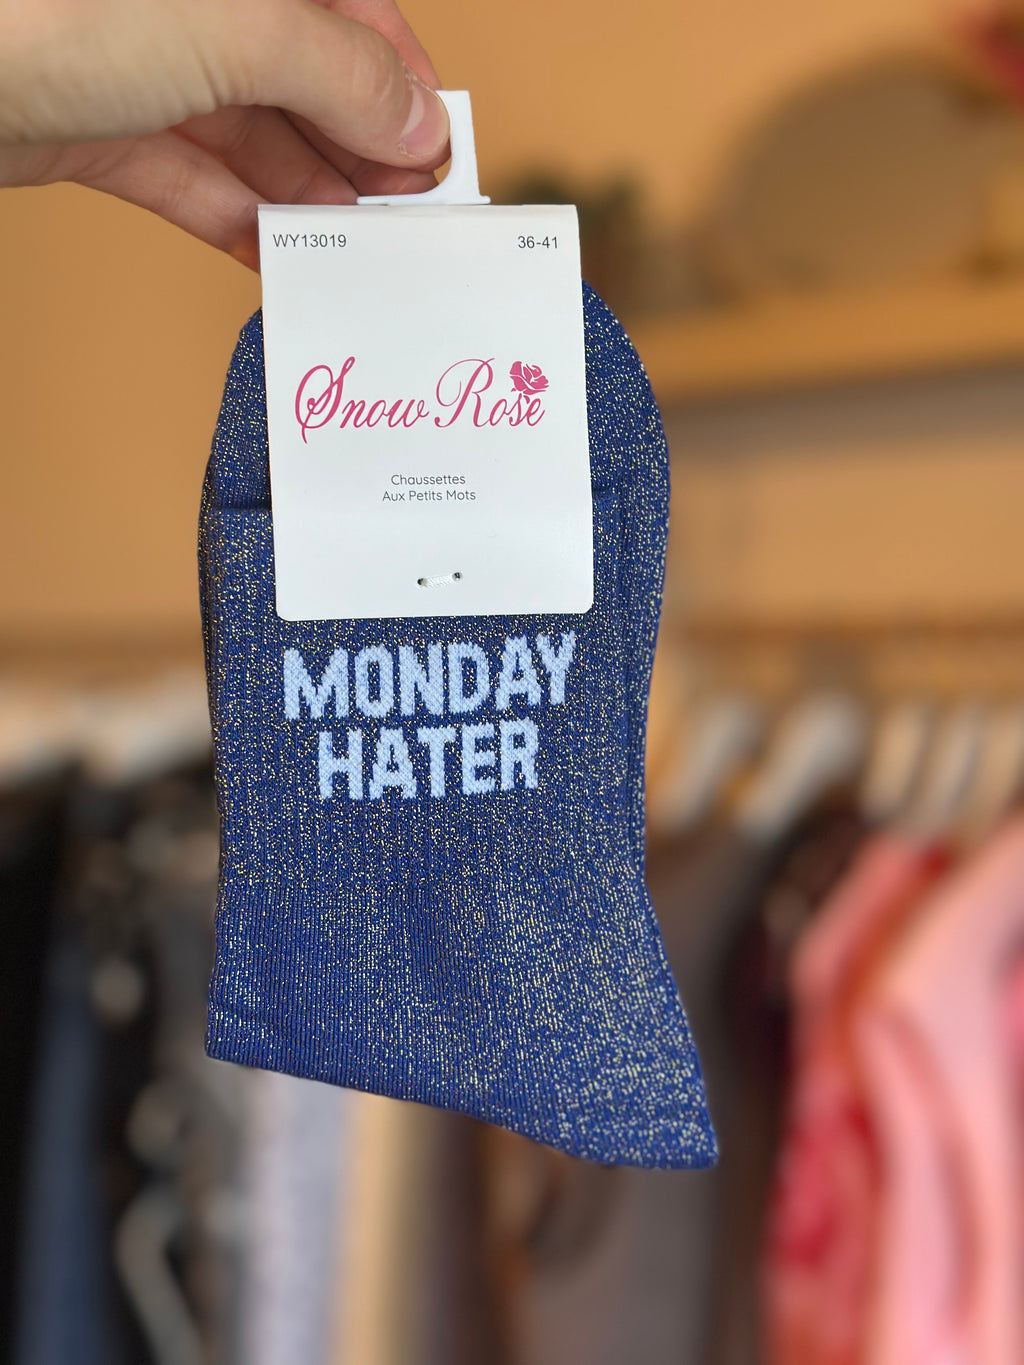 WY13019 36-41
Snow Rose
Chaussettes
Aux Petits Mots
MONDAY
HATER